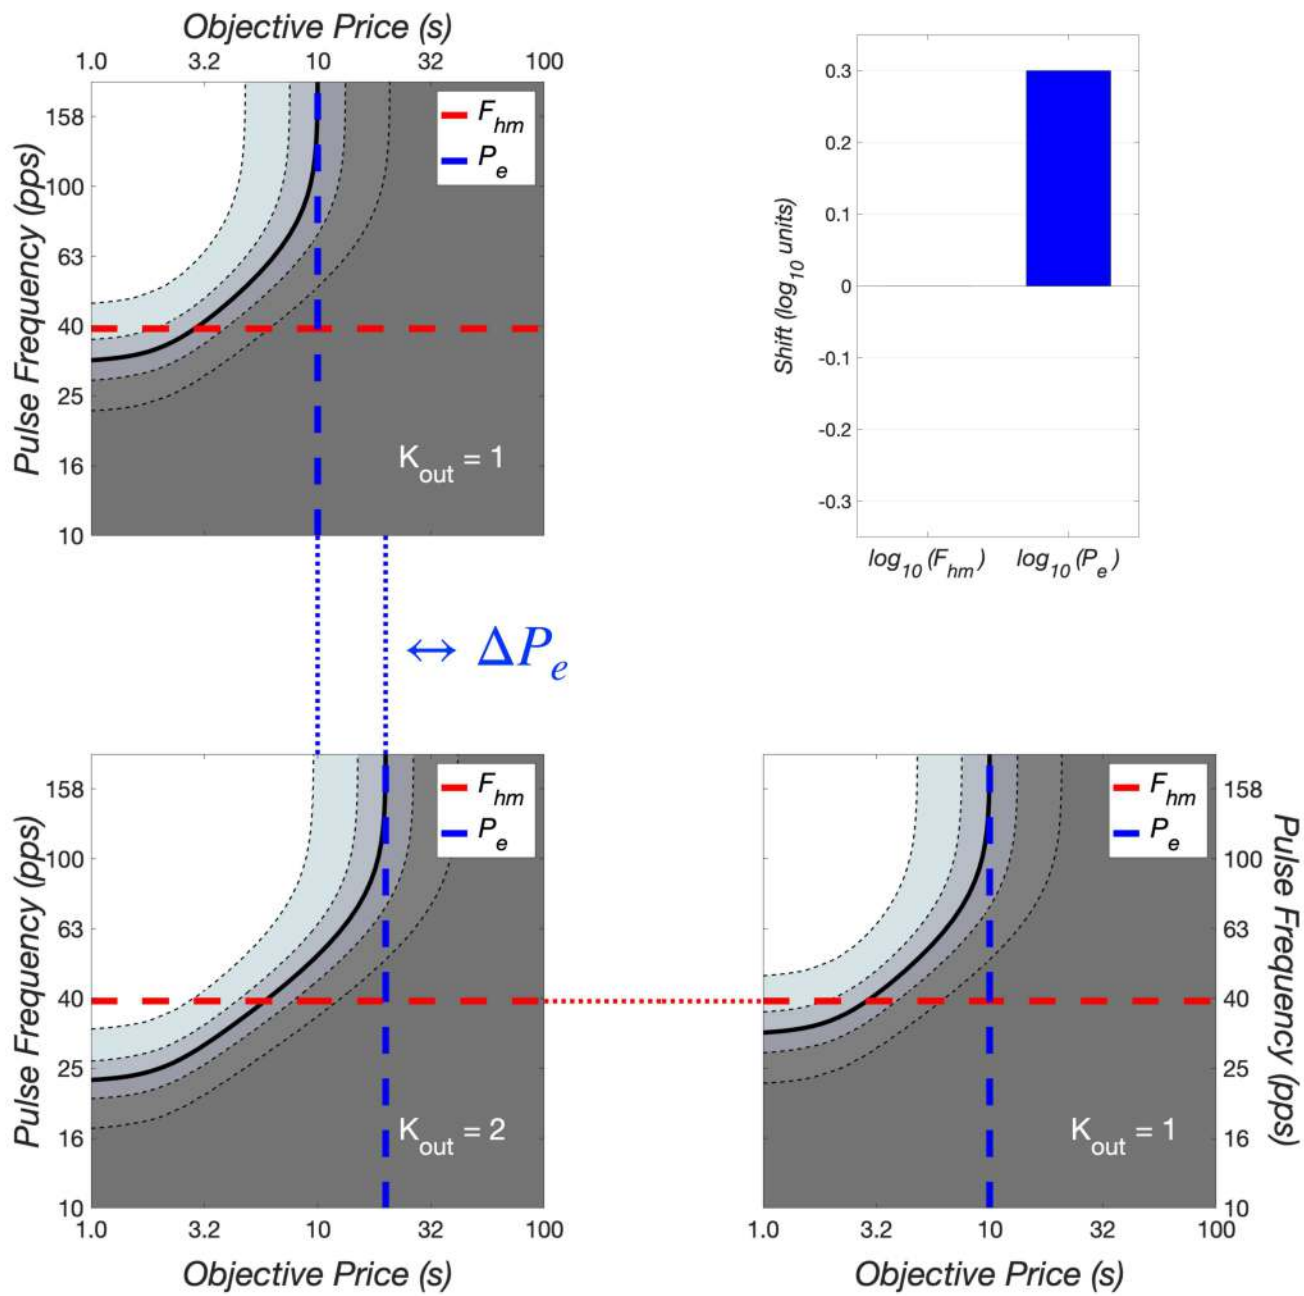 Objective Price (s)
1.0 3.2 10 32 100
Pulse Frequency (pps)
158
100
63
40
25
16
10
F_hm
P_e
K_out = 1
Shift (log_10 units)
0.3
0.2
0.1
0
-0.1
-0.2
-0.3
log_10(F_hm) log_10(P_e)
↔ ΔP_e
Pulse Frequency (pps)
158
100
63
40
25
16
10
F_hm
P_e
K_out = 2
1.0 3.2 10 32 100
Objective Price (s)
F_hm
P_e
K_out = 1
158
100
63
40
25
16
10
Pulse Frequency (pps)
1.0 3.2 10 32 100
Objective Price (s)